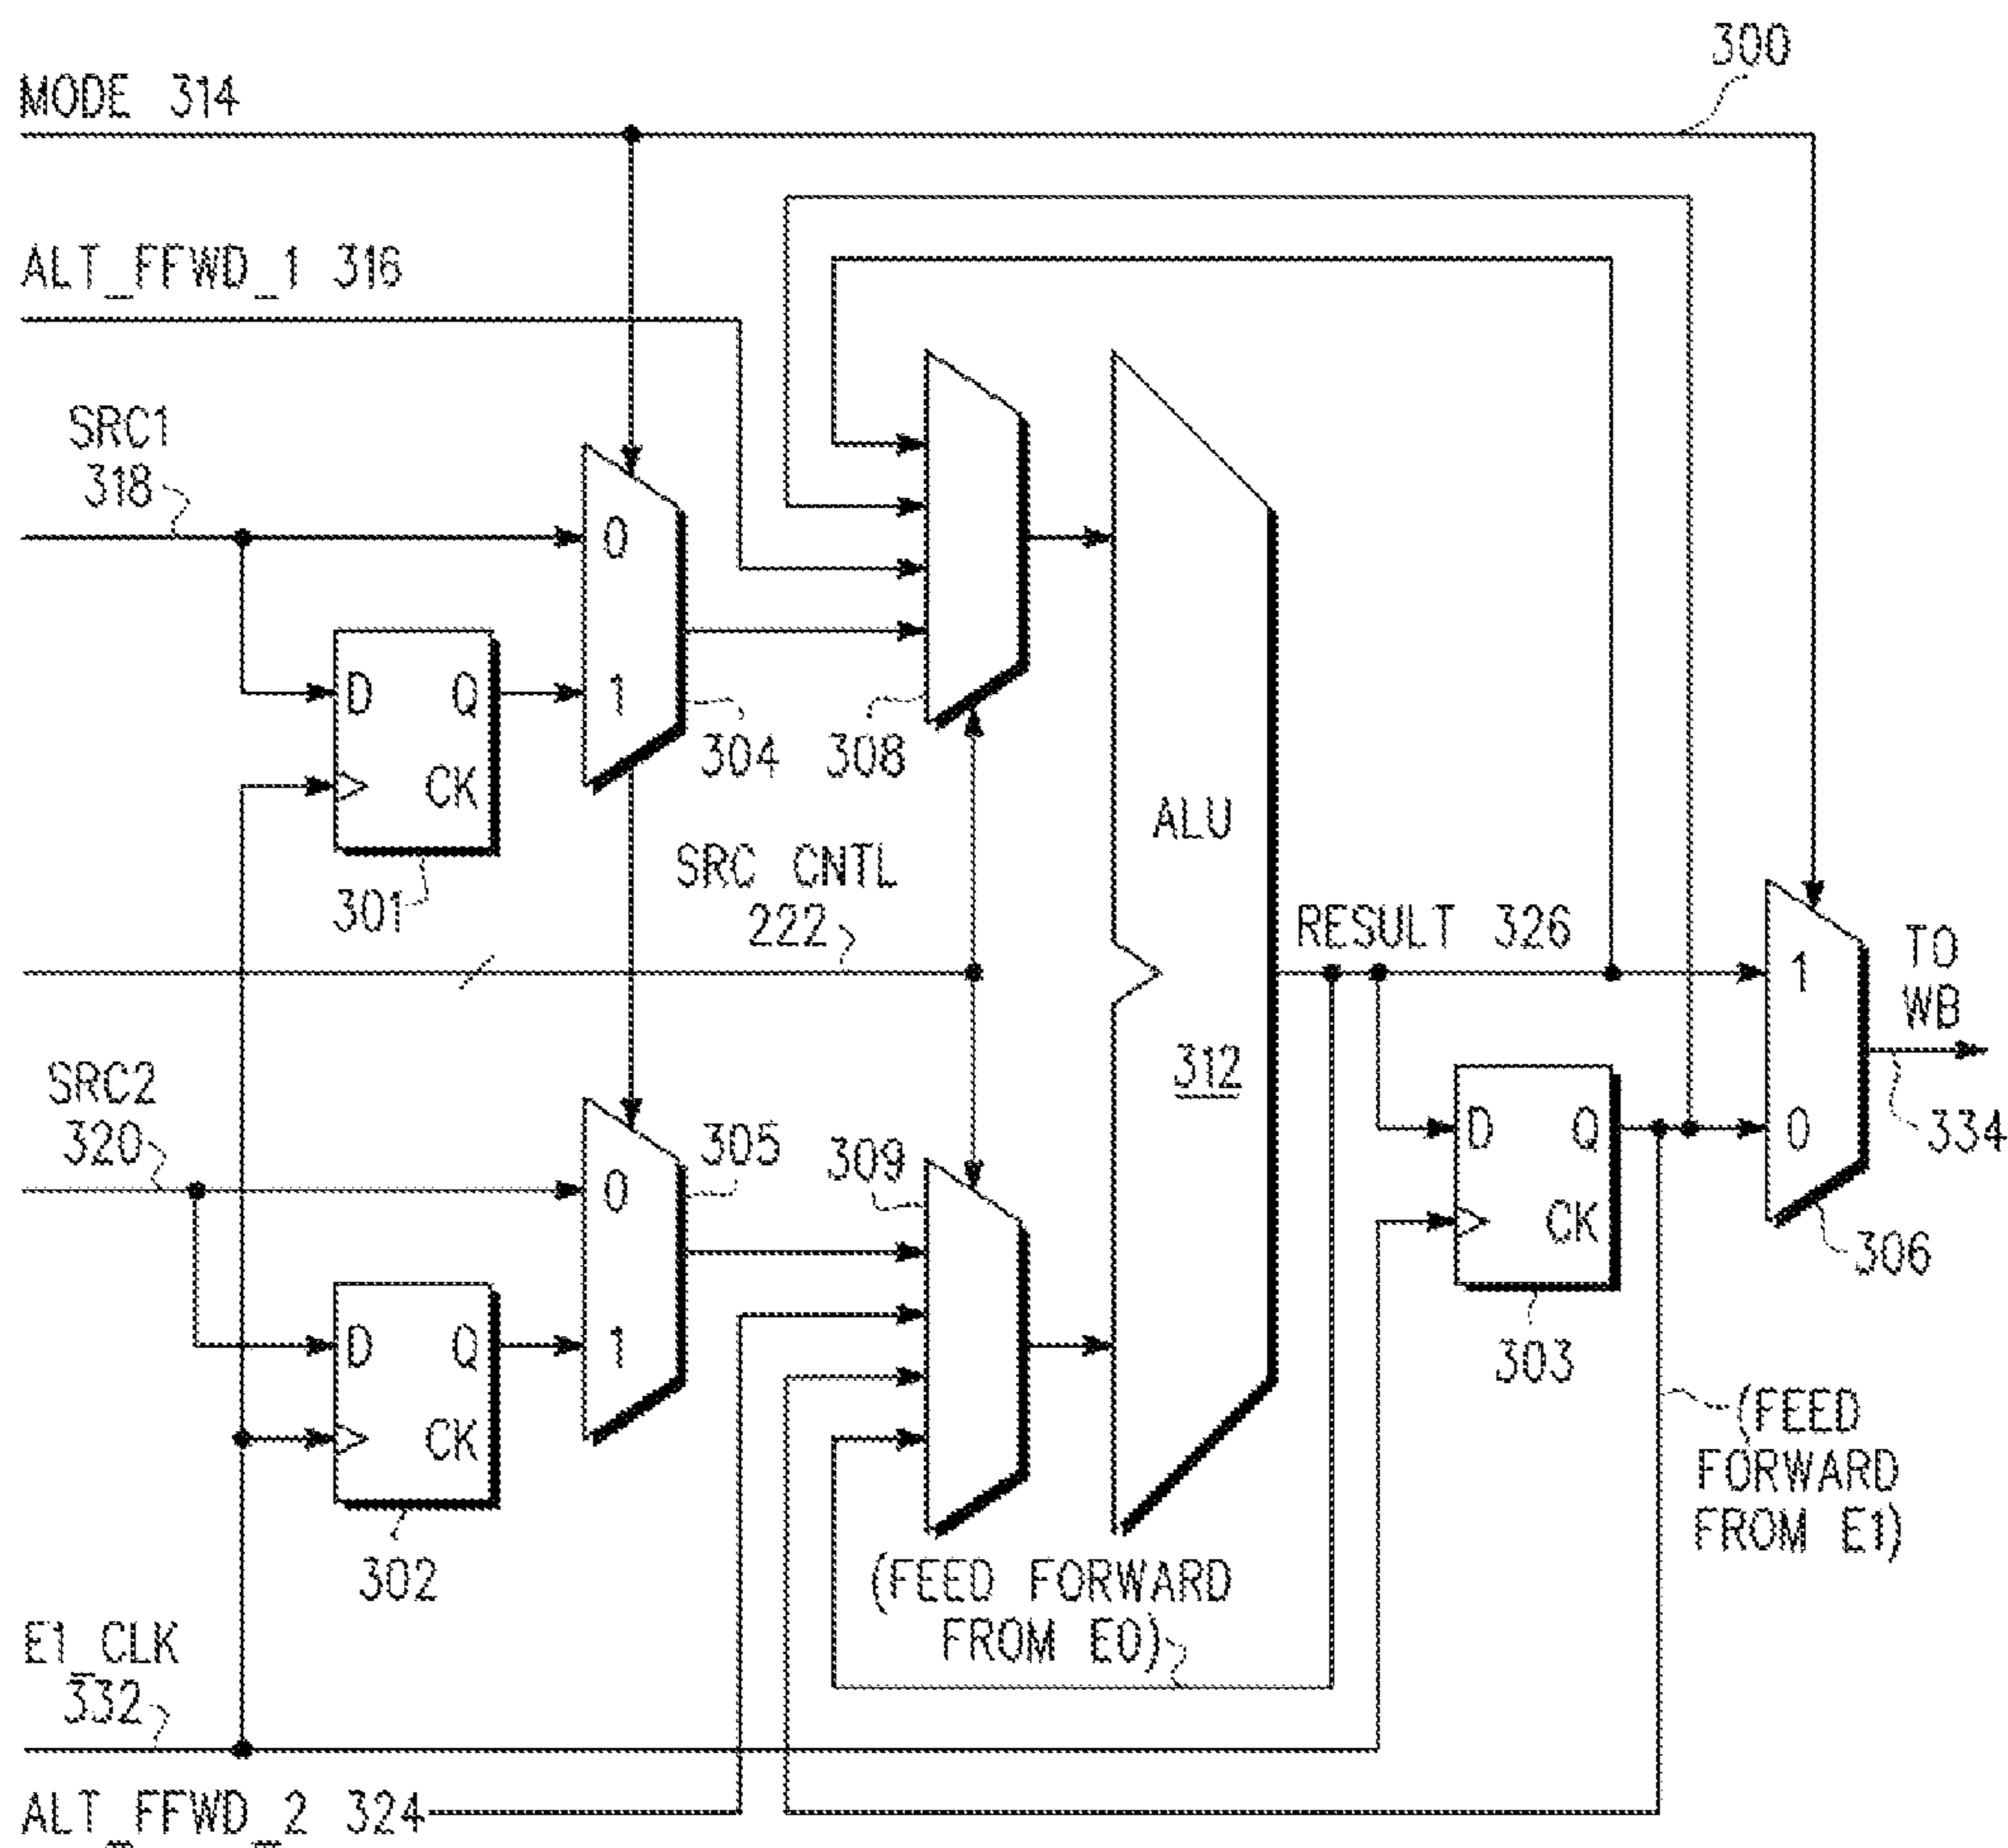 300
MODE 314
ALT_FFWD_1 316
SRC1
318
0
D Q
1
CK
304
308
301
ALU
SRC CNTL
222
RESULT 326
1
TO
WB
SRC2
320
305
309
312
0
D Q
0
334
CK
306
D Q
1
303
CK
302
(FEED
FORWARD
FROM E1)
(FEED FORWARD
FROM E0)
E1_CLK
332
ALT_FFWD_2 324